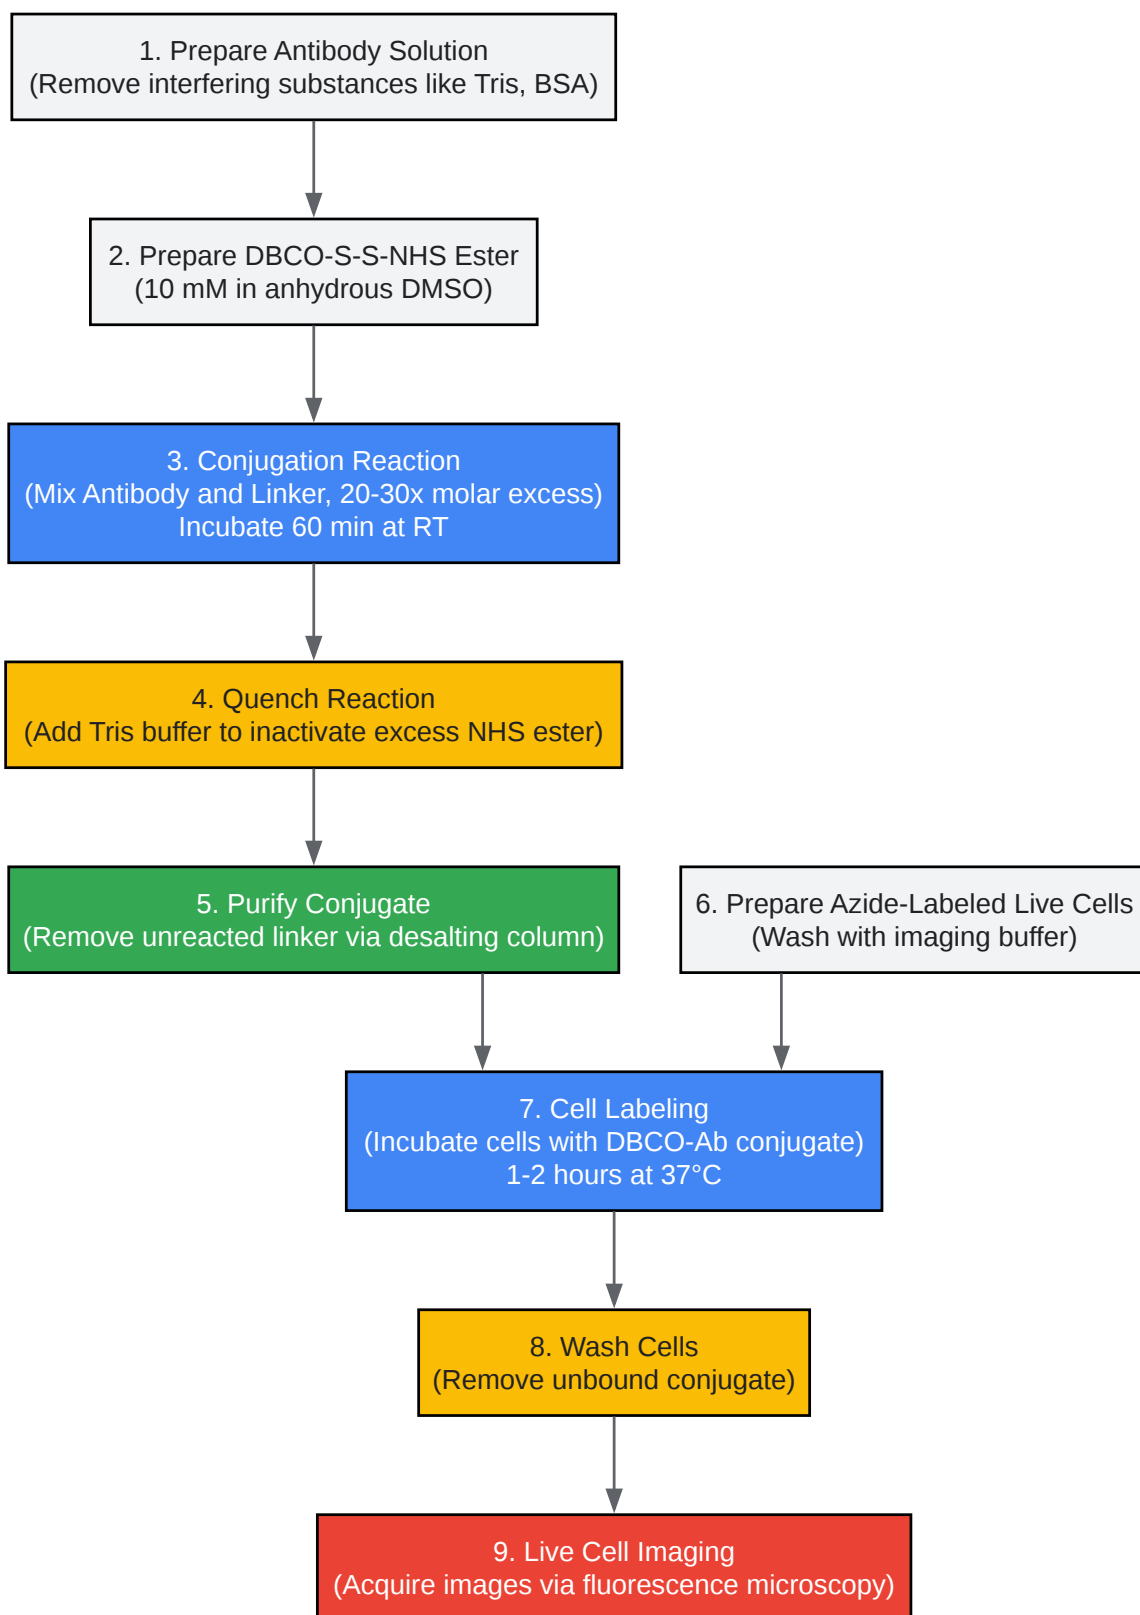 1. Prepare Antibody Solution
(Remove interfering substances like Tris, BSA)
2. Prepare DBCO-S-S-NHS Ester
(10 mM in anhydrous DMSO)
3. Conjugation Reaction
(Mix Antibody and Linker, 20-30x molar excess)
Incubate 60 min at RT
4. Quench Reaction
(Add Tris buffer to inactivate excess NHS ester)
5. Purify Conjugate
(Remove unreacted linker via desalting column)
6. Prepare Azide-Labeled Live Cells
(Wash with imaging buffer)
7. Cell Labeling
(Incubate cells with DBCO-Ab conjugate)
1-2 hours at 37°C
8. Wash Cells
(Remove unbound conjugate)
9. Live Cell Imaging
(Acquire images via fluorescence microscopy)